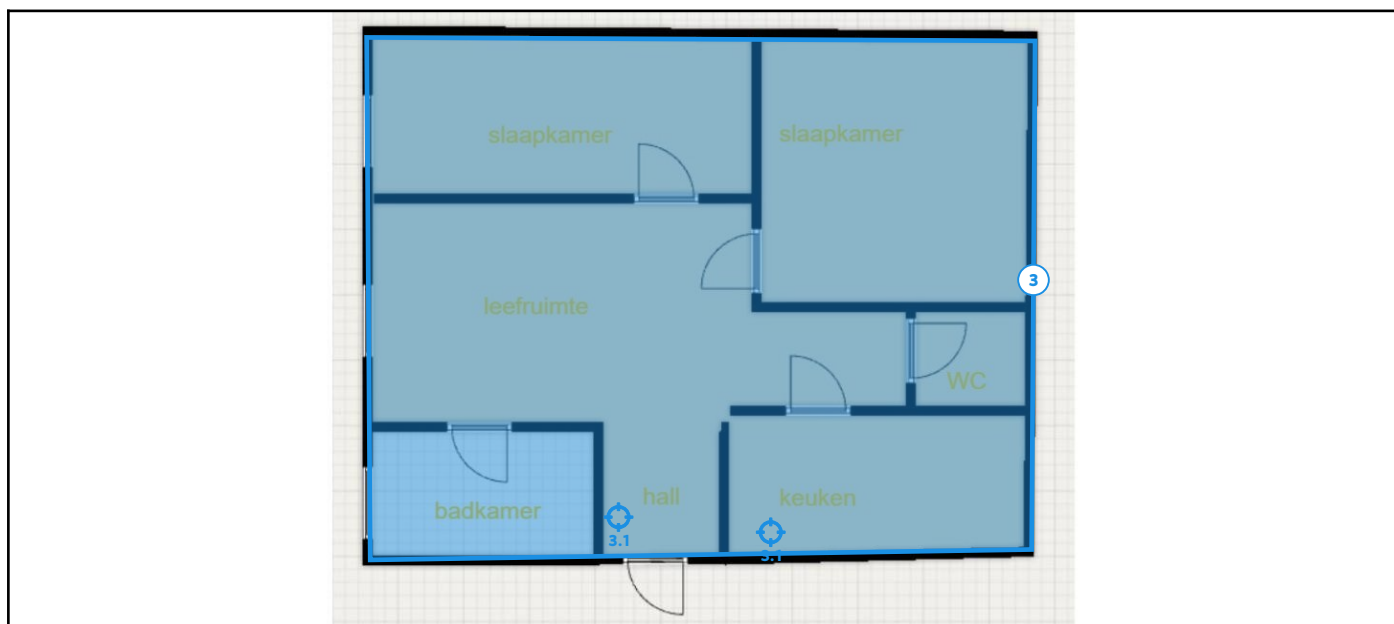 slaapkamer
slaapkamer
3
leefruimte
WC
badkamer
hall
keuken
3.1
3.1